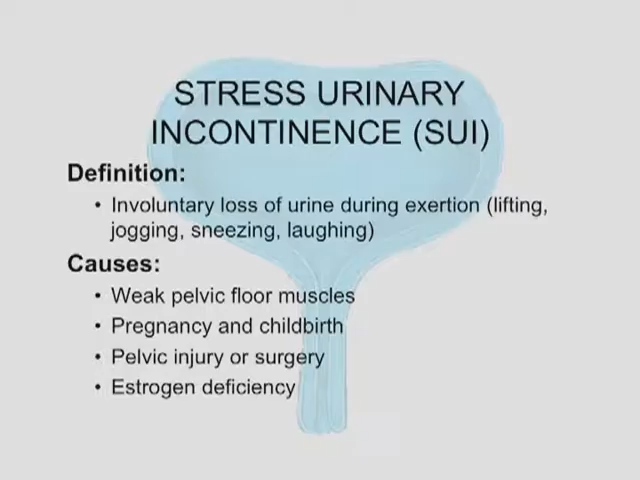 STRESS URINARY
INCONTINENCE (SUI)
Definition:
• Involuntary loss of urine during exertion (lifting,
jogging, sneezing, laughing)
Causes:
• Weak pelvic floor muscles
• Pregnancy and childbirth
• Pelvic injury or surgery
• Estrogen deficiency